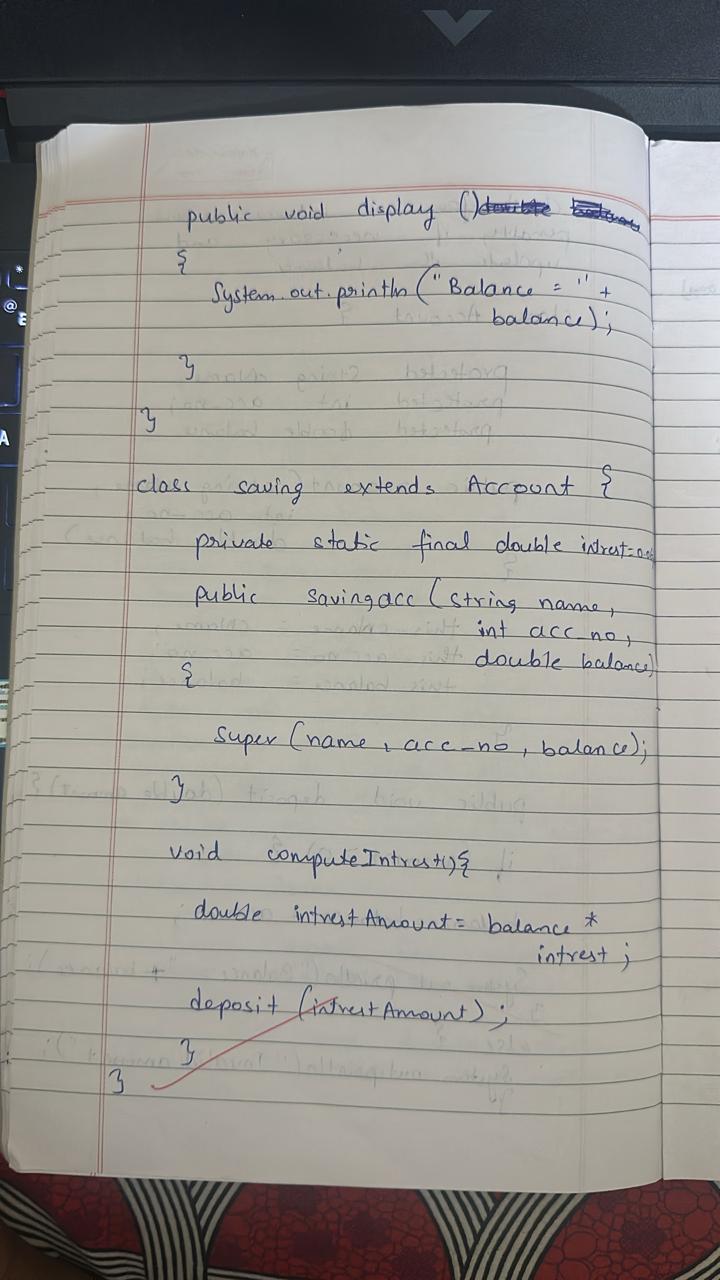 public void display ()
{
System.out.println ("Balance = " +
balance);
}
}
class saving extends Account {
private static final double intrest=
public savingacc (string name,
int acc_no,
double balance)
{
super (name, acc_no, balance);
}
void computeIntrest(){
double intrestAmount = balance *
intrest ;
deposit (intrestAmount) ;
}
}